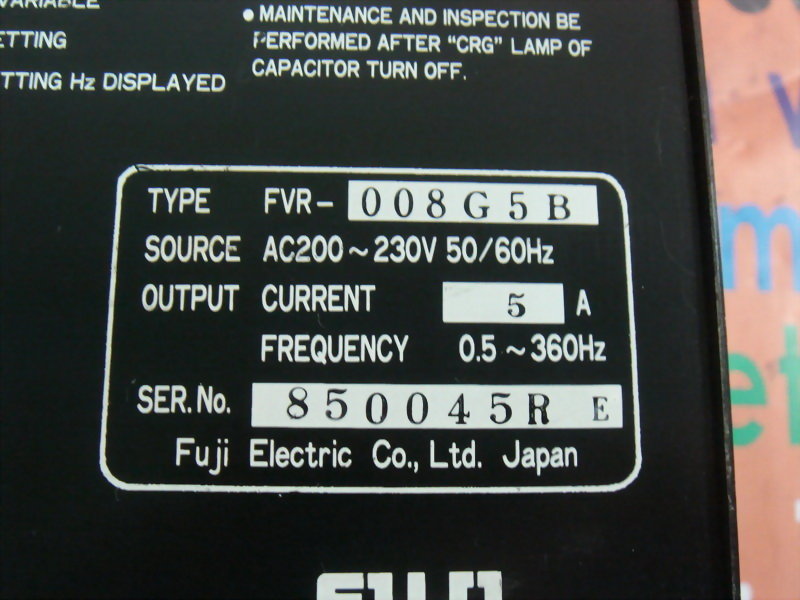 ETTING
TTING Hz DISPLAYED
● MAINTENANCE AND INSPECTION BE
PERFORMED AFTER “CRG” LAMP OF
CAPACITOR TURN OFF.
TYPE FVR- 008G5B
SOURCE AC200~230V 50/60Hz
OUTPUT CURRENT 5 A
FREQUENCY 0.5~360Hz
SER. No. 850045R E
Fuji Electric Co., Ltd. Japan